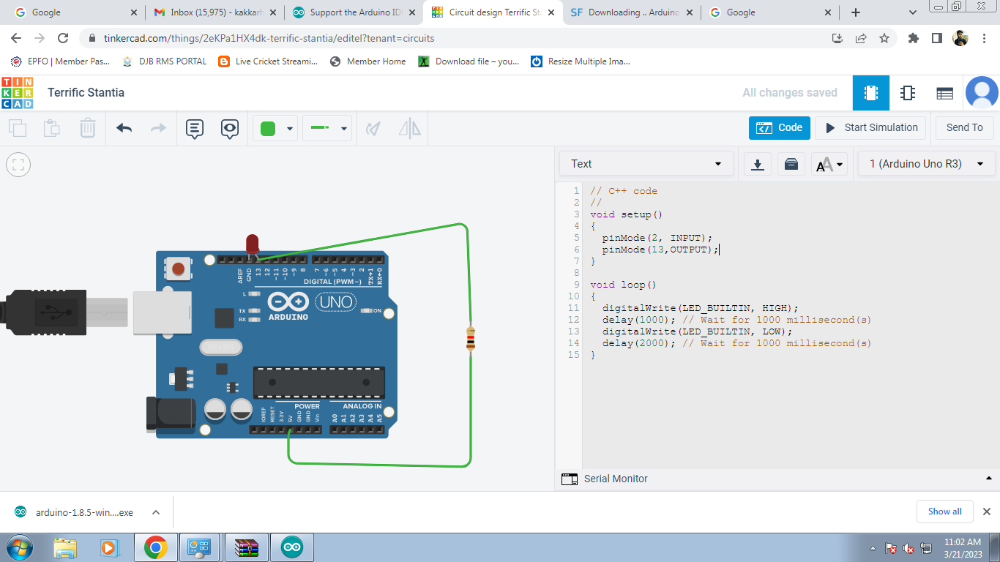 Google
Inbox (15,975) - kakkarh
Support the Arduino IDE
Circuit design Terrific Sta
Downloading .. Arduino
Google
tinkercad.com/things/2eKPa1HX4dk-terrific-stantia/editel?tenant=circuits
EPFO | Member Pas...
DJB RMS PORTAL
Live Cricket Streami...
Member Home
Download file – you...
Resize Multiple Ima...
TIN
KER
CAD
Terrific Stantia
All changes saved
Code
Start Simulation
Send To
Text
1 (Arduino Uno R3)
1 // C++ code
2 //
3 void setup()
4 {
5 pinMode(2, INPUT);
6 pinMode(13,OUTPUT);
7 }
8
9 void loop()
10 {
11 digitalWrite(LED_BUILTIN, HIGH);
12 delay(1000); // Wait for 1000 millisecond(s)
13 digitalWrite(LED_BUILTIN, LOW);
14 delay(2000); // Wait for 1000 millisecond(s)
15 }
AREF
GND
13
12
~11
~10
~9
8
7
~6
~5
4
~3
2
TX→1
RX←0
DIGITAL (PWM~)
L
TX
RX
UNO
ARDUINO
ON
POWER
ANALOG IN
IOREF
RESET
3.3V
5V
GND
GND
Vin
A0
A1
A2
A3
A4
A5
Serial Monitor
arduino-1.8.5-win....exe
Show all
11:02 AM
3/21/2023